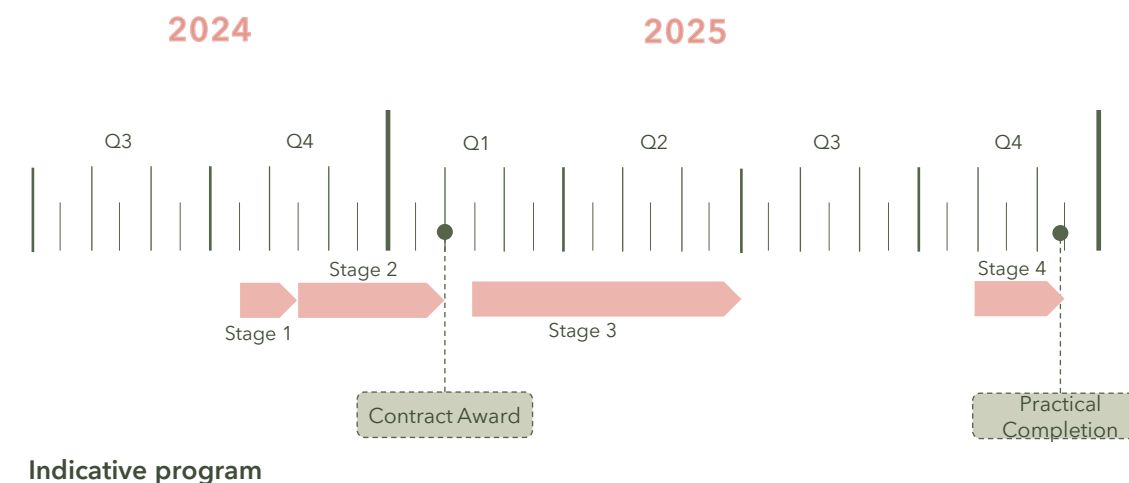 2024
2025
Q3
Q4
Q1
Q2
Q3
Q4
Stage 2
Stage 4
Stage 1
Stage 3
Contract Award
Practical
Completion
Indicative program